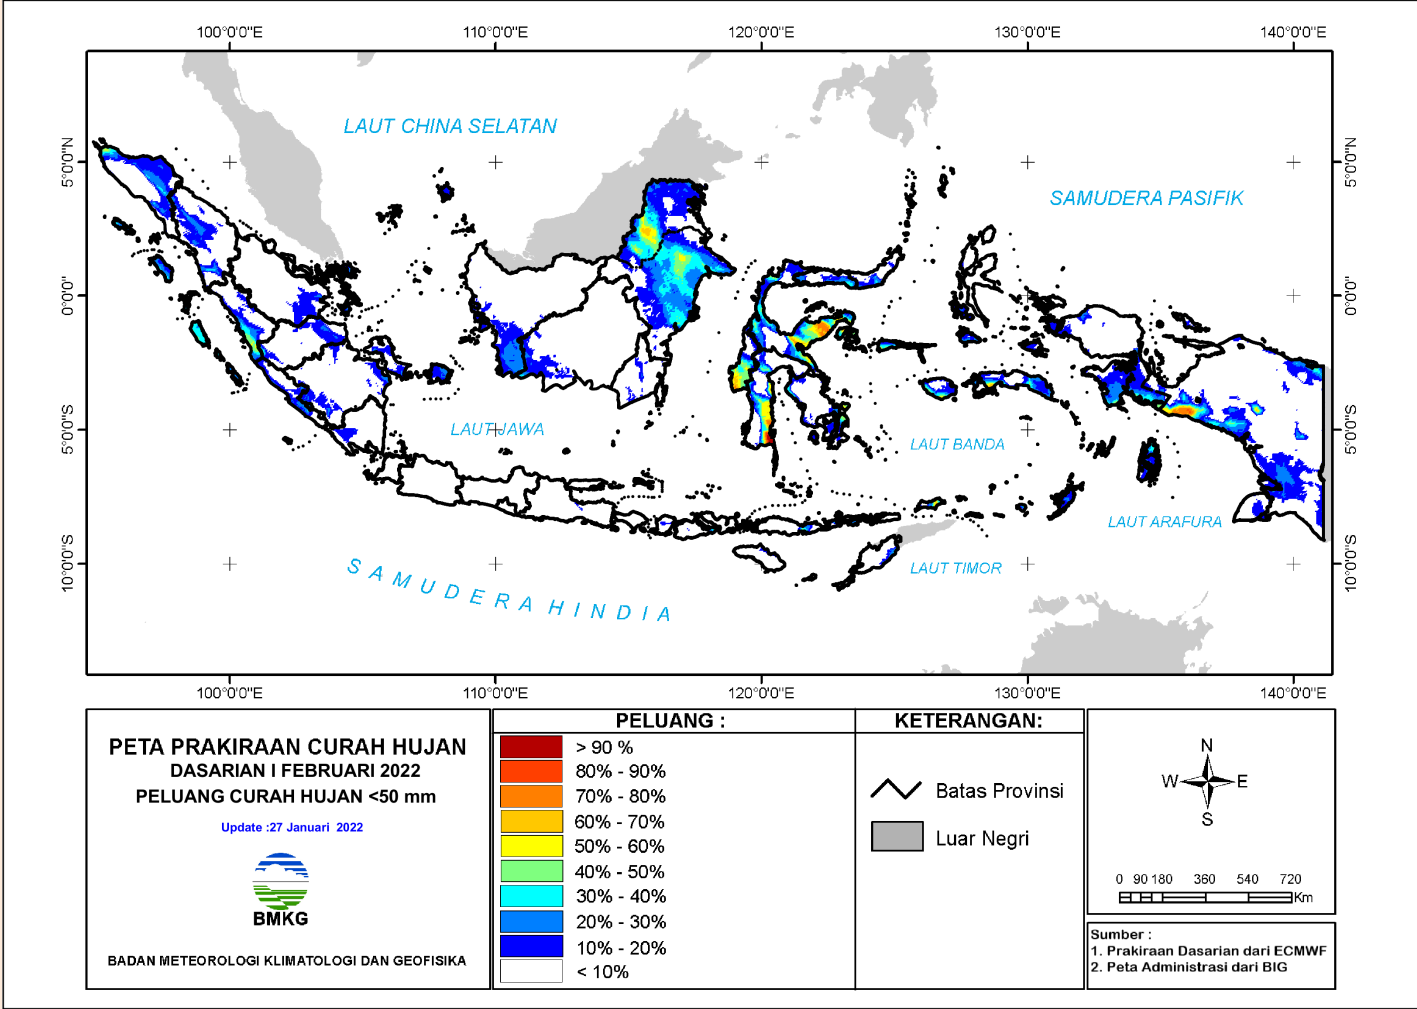 100°0'0"E 110°0'0"E 120°0'0"E 130°0'0"E 140°0'0"E
LAUT CHINA SELATAN
5°0'0"N 5°0'0"N
SAMUDERA PASIFIK
0°0'0" 0°0'0"
LAUT JAWA
5°0'0"S 5°0'0"S
LAUT BANDA
LAUT ARAFURA
10°0'0"S 10°0'0"S
LAUT TIMOR
SAMUDERA HINDIA
100°0'0"E 110°0'0"E 120°0'0"E 130°0'0"E 140°0'0"E
PETA PRAKIRAAN CURAH HUJAN
DASARIAN I FEBRUARI 2022
PELUANG CURAH HUJAN <50 mm
Update :27 Januari 2022
BMKG
BADAN METEOROLOGI KLIMATOLOGI DAN GEOFISIKA
PELUANG :
> 90 %
80% - 90%
70% - 80%
60% - 70%
50% - 60%
40% - 50%
30% - 40%
20% - 30%
10% - 20%
< 10%
KETERANGAN:
Batas Provinsi
Luar Negri
N
W E
S
0 90 180 360 540 720
Km
Sumber :
1. Prakiraan Dasarian dari ECMWF
2. Peta Administrasi dari BIG